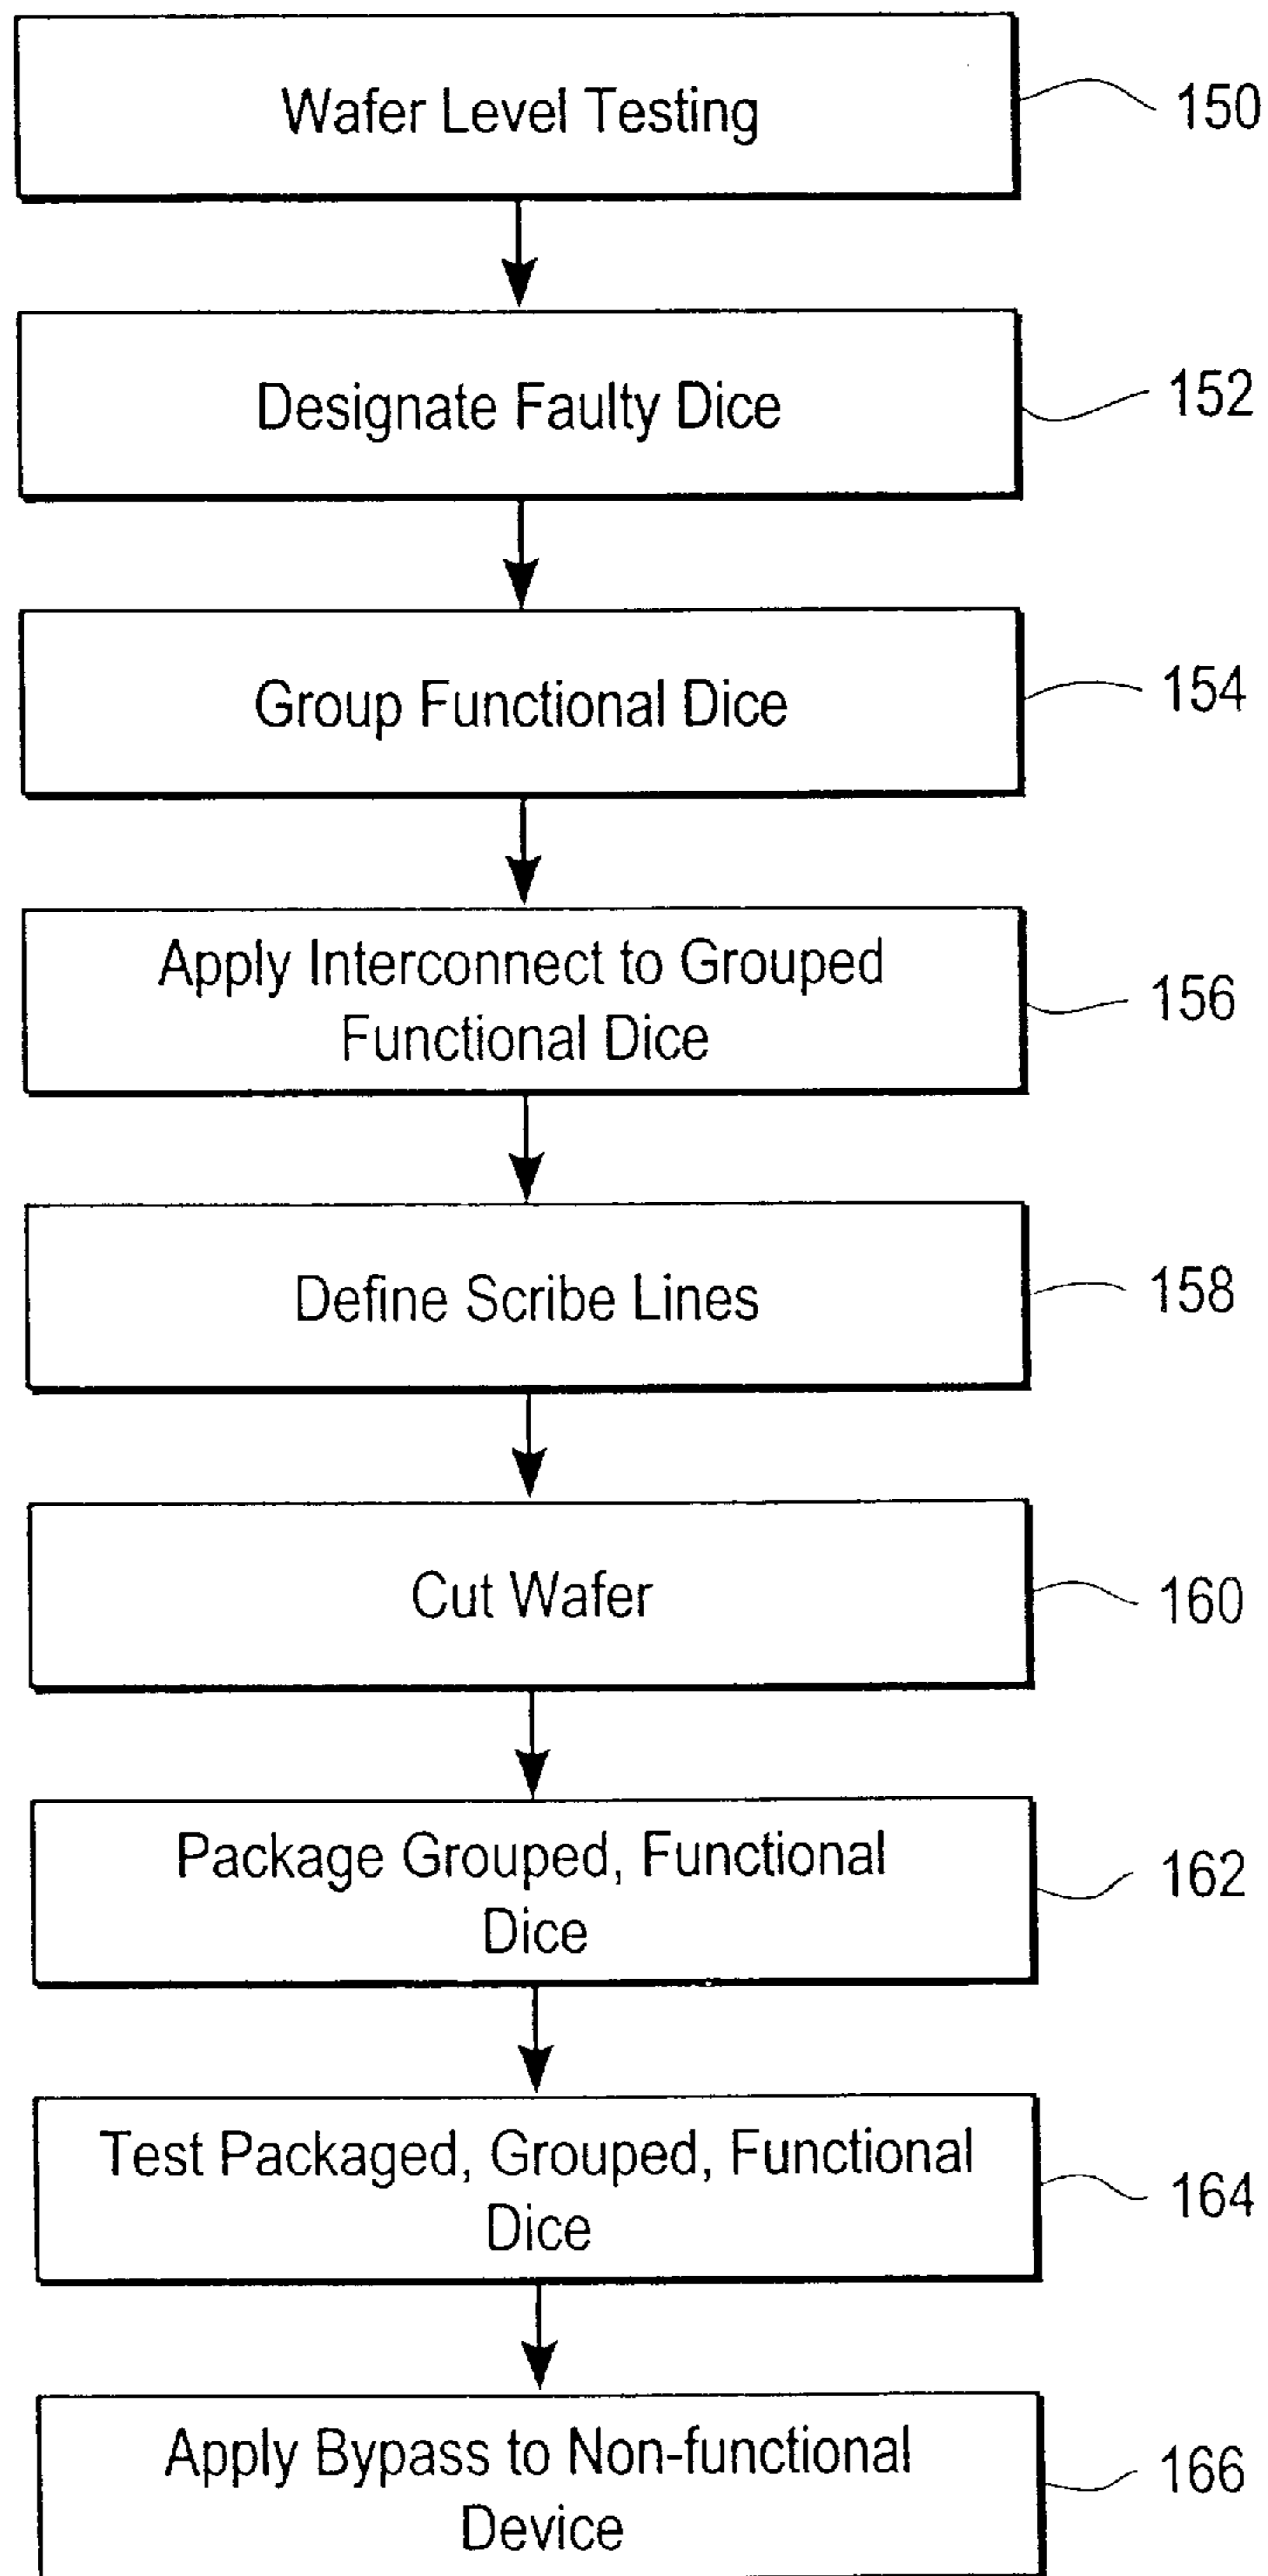 Wafer Level Testing
150
Designate Faulty Dice
152
Group Functional Dice
154
Apply Interconnect to Grouped
Functional Dice
156
Define Scribe Lines
158
Cut Wafer
160
Package Grouped, Functional
Dice
162
Test Packaged, Grouped, Functional
Dice
164
Apply Bypass to Non-functional
Device
166